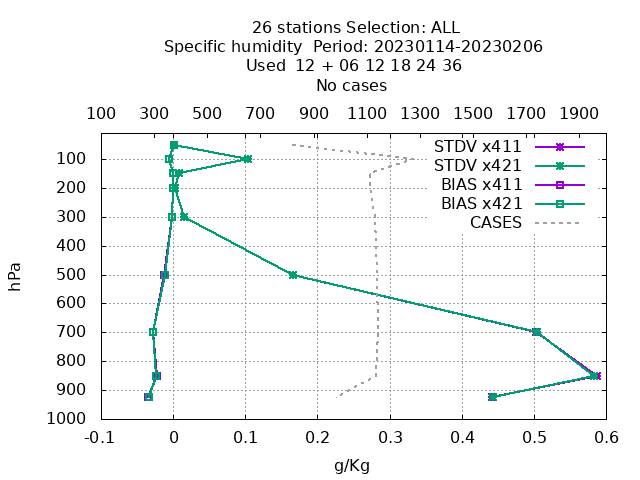 26 stations Selection: ALL
Specific humidity  Period: 20230114-20230206
Used  12 + 06 12 18 24 36
No cases
100 300 500 700 900 1100 1300 1500 1700 1900
STDV x411
STDV x421
BIAS x411
BIAS x421
CASES
hPa
100
200
300
400
500
600
700
800
900
1000
-0.1 0 0.1 0.2 0.3 0.4 0.5 0.6
g/Kg